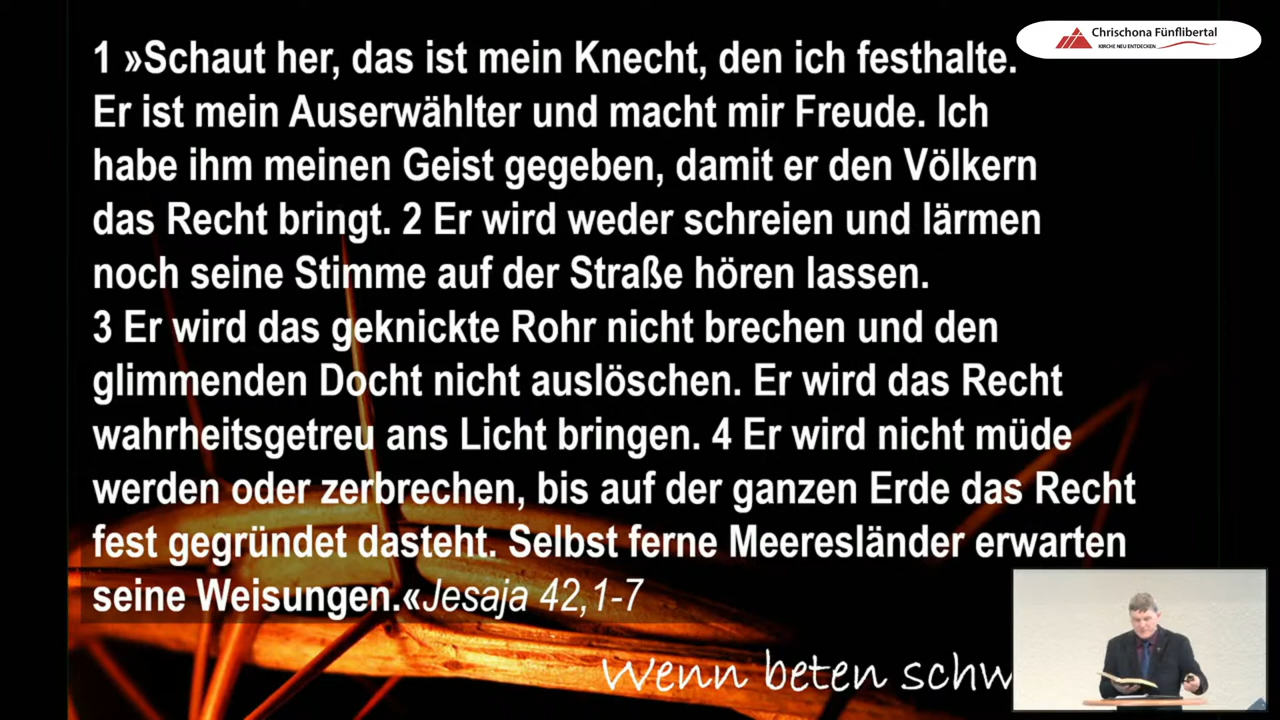 1 »Schaut her, das ist mein Knecht, den ich festhalte.
Er ist mein Auserwählter und macht mir Freude. Ich
habe ihm meinen Geist gegeben, damit er den Völkern
das Recht bringt. 2 Er wird weder schreien und lärmen
noch seine Stimme auf der Straße hören lassen.
3 Er wird das geknickte Rohr nicht brechen und den
glimmenden Docht nicht auslöschen. Er wird das Recht
wahrheitsgetreu ans Licht bringen. 4 Er wird nicht müde
werden oder zerbrechen, bis auf der ganzen Erde das Recht
fest gegründet dasteht. Selbst ferne Meeresländer erwarten
seine Weisungen.«Jesaja 42,1-7
Wenn beten schw
Chrischona Fünflibertal
KIRCHE NEU ENTDECKEN